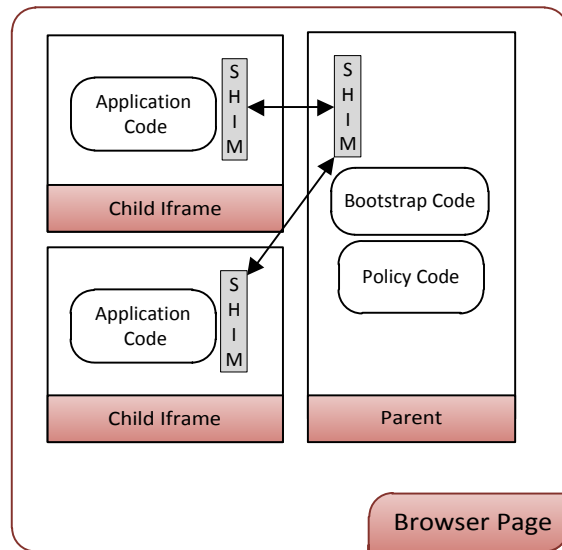 Application
Code
S
H
I
M
Child Iframe
Application
Code
S
H
I
M
Child Iframe
S
H
I
M
Bootstrap Code
Policy Code
Parent
Browser Page